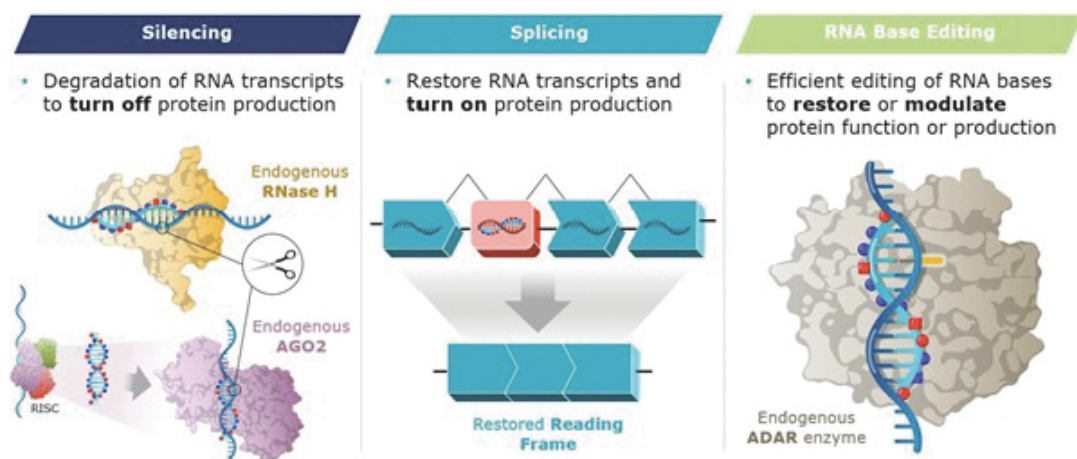 Silencing
• Degradation of RNA transcripts
to turn off protein production
Endogenous
RNase H
Endogenous
AGO2
RISC
Splicing
• Restore RNA transcripts and
turn on protein production
Restored Reading
Frame
RNA Base Editing
• Efficient editing of RNA bases
to restore or modulate
protein function or production
Endogenous
ADAR enzyme